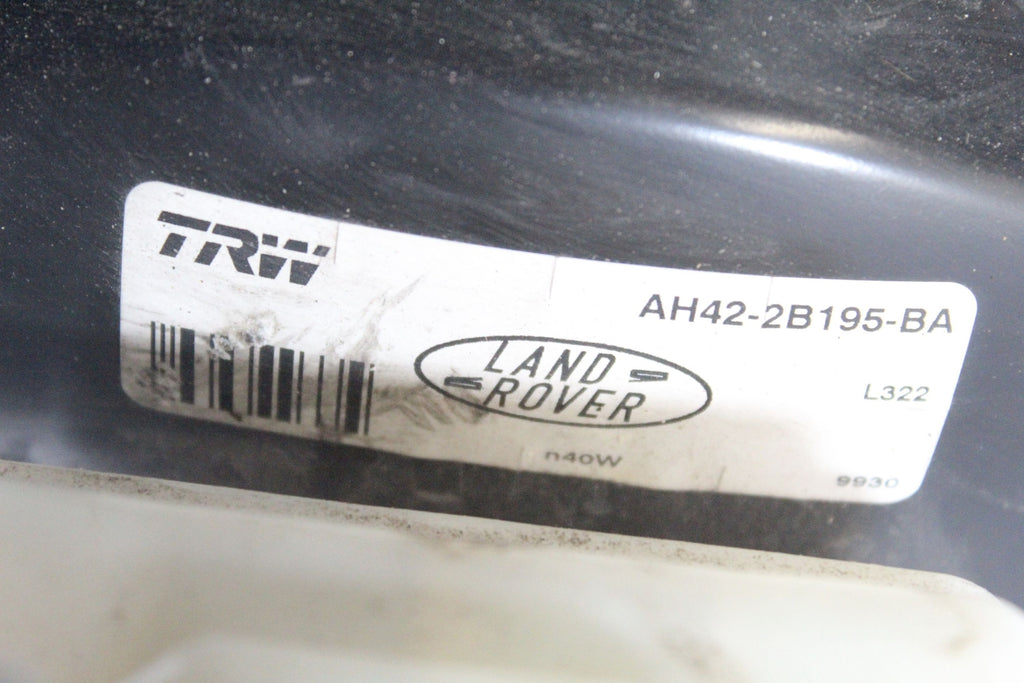 TRW
AH42-2B195-BA
LAND
ROVER
L322
n40W
9930